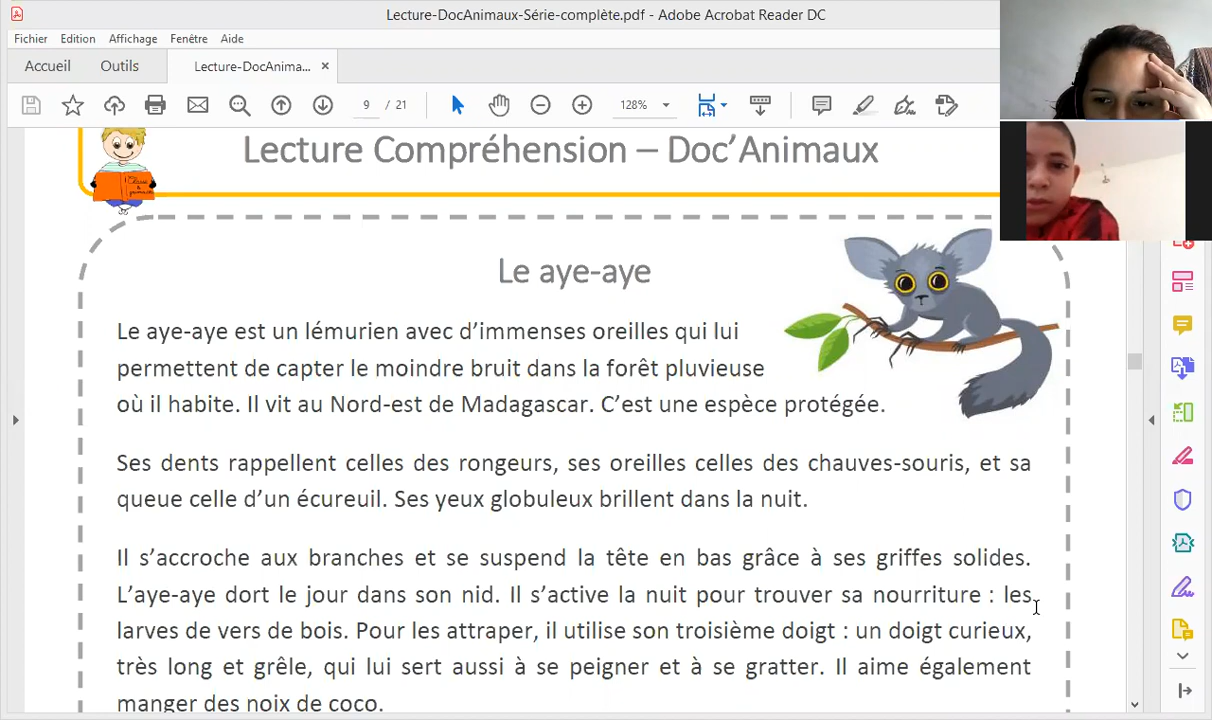 Lecture-DocAnimaux-Série-complète.pdf - Adobe Acrobat Reader DC
Fichier Edition Affichage Fenêtre Aide
Accueil Outils Lecture-DocAnima... ×
9 / 21 128%
Lecture Compréhension – Doc'Animaux
Le aye-aye
Le aye-aye est un lémurien avec d'immenses oreilles qui lui
permettent de capter le moindre bruit dans la forêt pluvieuse
où il habite. Il vit au Nord-est de Madagascar. C'est une espèce protégée.
Ses dents rappellent celles des rongeurs, ses oreilles celles des chauves-souris, et sa
queue celle d'un écureuil. Ses yeux globuleux brillent dans la nuit.
Il s'accroche aux branches et se suspend la tête en bas grâce à ses griffes solides.
L'aye-aye dort le jour dans son nid. Il s'active la nuit pour trouver sa nourriture : les
larves de vers de bois. Pour les attraper, il utilise son troisième doigt : un doigt curieux,
très long et grêle, qui lui sert aussi à se peigner et à se gratter. Il aime également
manger des noix de coco.